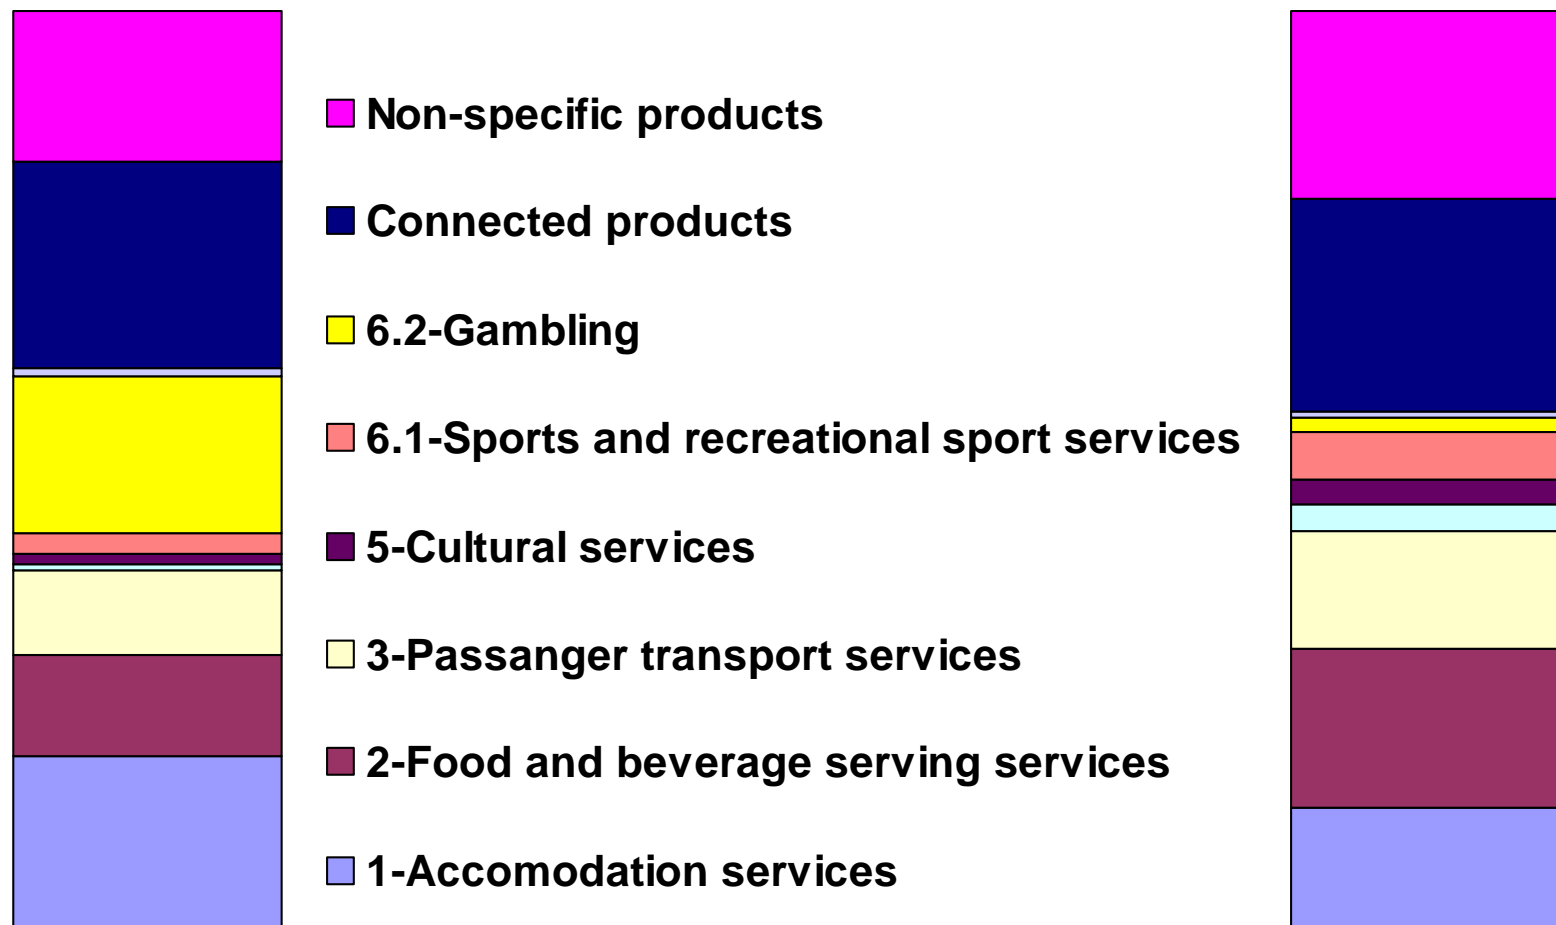 Non-specific products
Connected products
6.2-Gambling
6.1-Sports and recreational sport services
5-Cultural services
3-Passanger transport services
2-Food and beverage serving services
1-Accomodation services